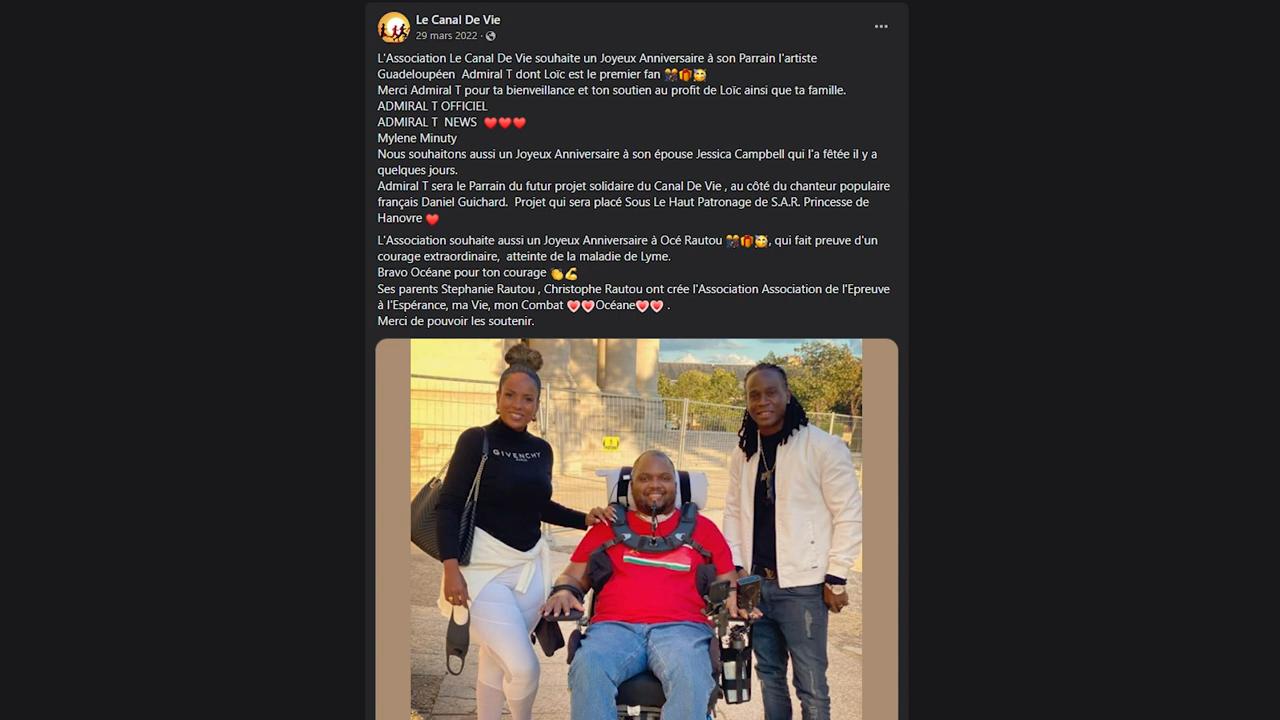 Le Canal De Vie
29 mars 2022 ·
L'Association Le Canal De Vie souhaite un Joyeux Anniversaire à son Parrain l'artiste
Guadeloupéen Admiral T dont Loïc est le premier fan 🎊🎁🥰
Merci Admiral T pour ta bienveillance et ton soutien au profit de Loïc ainsi que ta famille.
ADMIRAL T OFFICIEL
ADMIRAL T NEWS ❤️❤️❤️
Mylene Minuty
Nous souhaitons aussi un Joyeux Anniversaire à son épouse Jessica Campbell qui l'a fêtée il y a
quelques jours.
Admiral T sera le Parrain du futur projet solidaire du Canal De Vie , au côté du chanteur populaire
français Daniel Guichard. Projet qui sera placé Sous Le Haut Patronage de S.A.R. Princesse de
Hanovre ❤️
L'Association souhaite aussi un Joyeux Anniversaire à Océ Rautou 🎊🎁🥰, qui fait preuve d'un
courage extraordinaire, atteinte de la maladie de Lyme.
Bravo Océane pour ton courage 👏💪
Ses parents Stephanie Rautou , Christophe Rautou ont crée l'Association Association de l'Epreuve
à l'Espérance, ma Vie, mon Combat ❤️❤️Océane❤️❤️ .
Merci de pouvoir les soutenir.
GIVENCHY